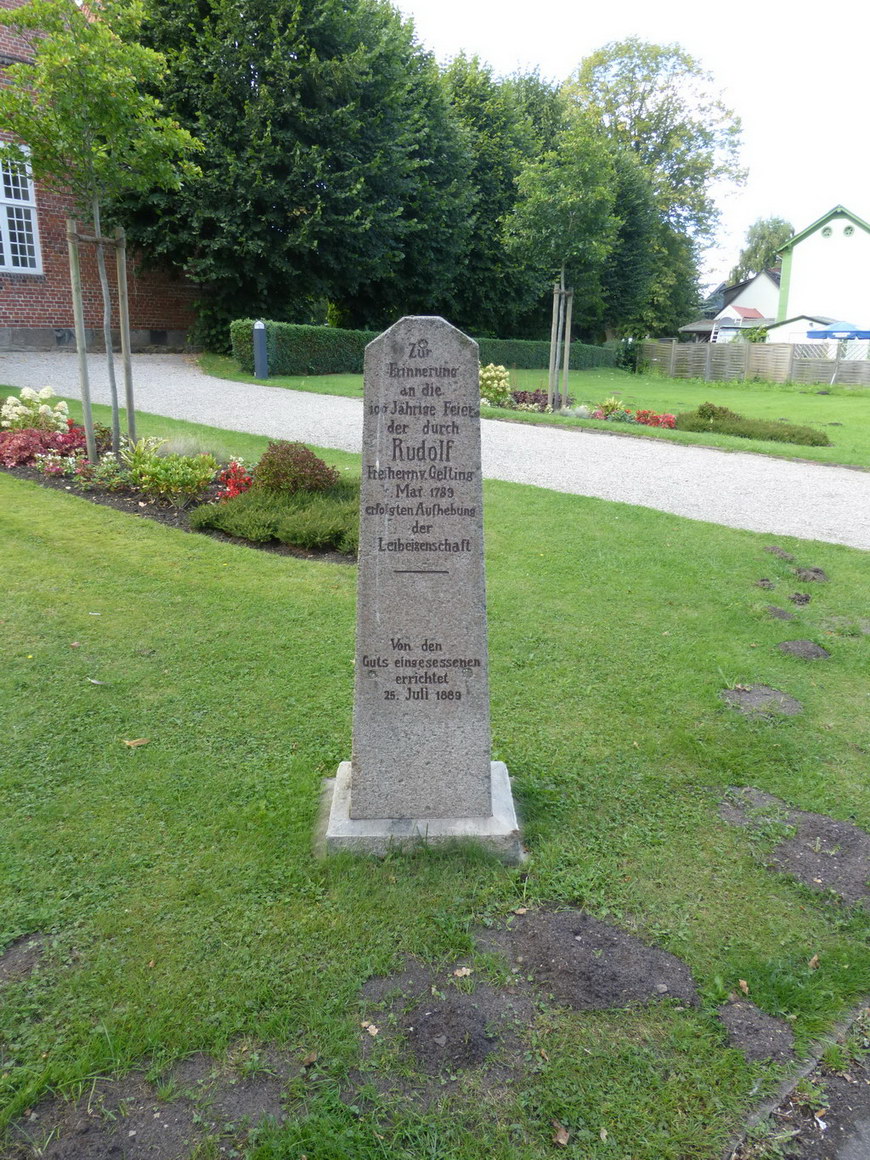 Zur
Erinnerung
an die
100 Jährige Feier
der durch
Rudolf
Freiherrn v. Gelting
Mai 1789
erfolgten Aufhebung
der
Leibeigenschaft
Von den
Guts eingesessenen
errichtet
25. Juli 1889